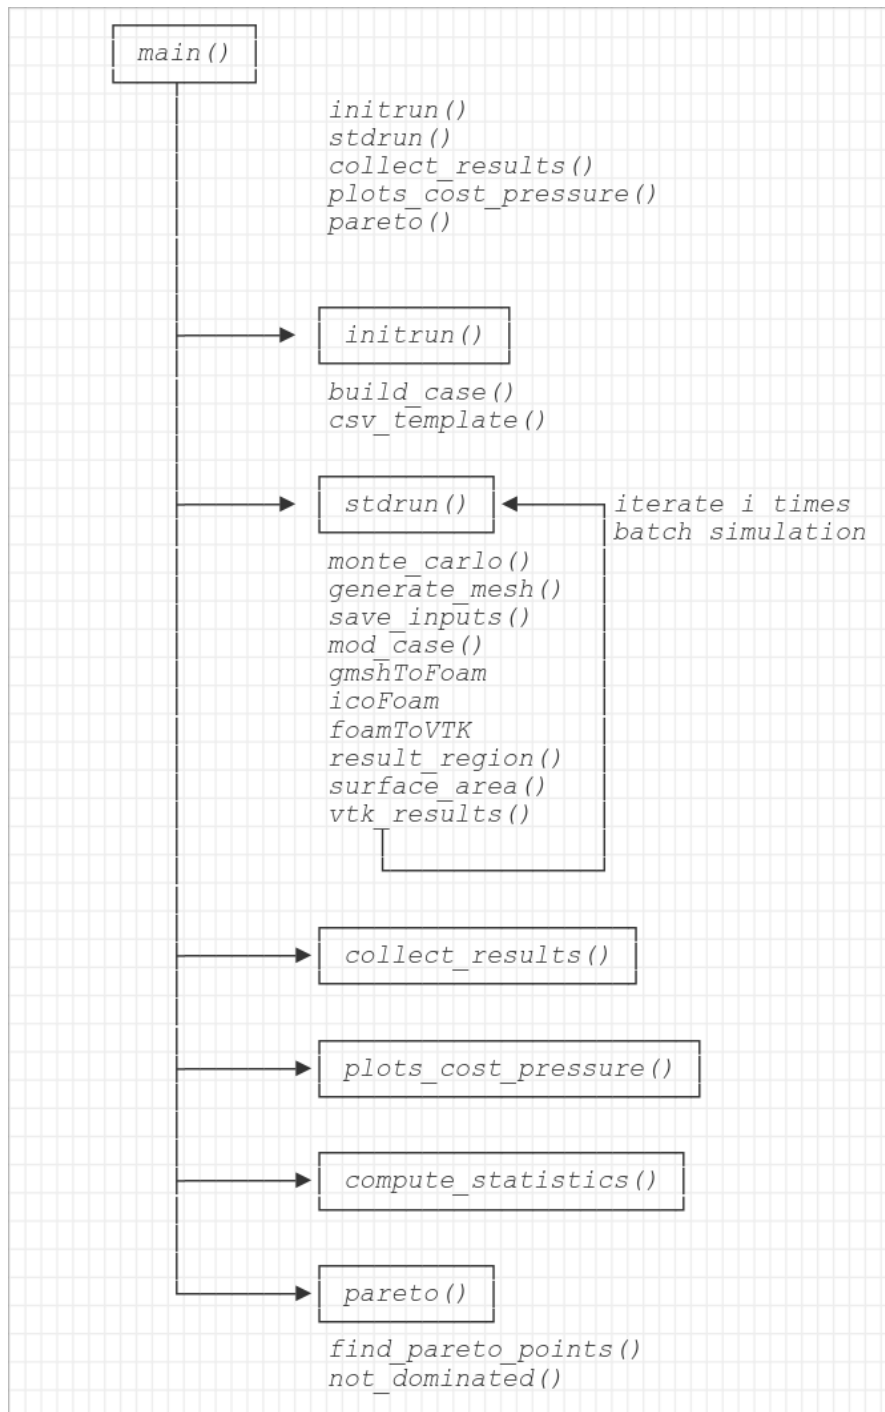 main()
initrun()
stdrun()
collect_results()
plots_cost_pressure()
pareto()
initrun()
build_case()
csv_template()
stdrun()
iterate i times
batch simulation
monte_carlo()
generate_mesh()
save_inputs()
mod_case()
gmshToFoam
icoFoam
foamToVTK
result_region()
surface_area()
vtk_results()
collect_results()
plots_cost_pressure()
compute_statistics()
pareto()
find_pareto_points()
not_dominated()